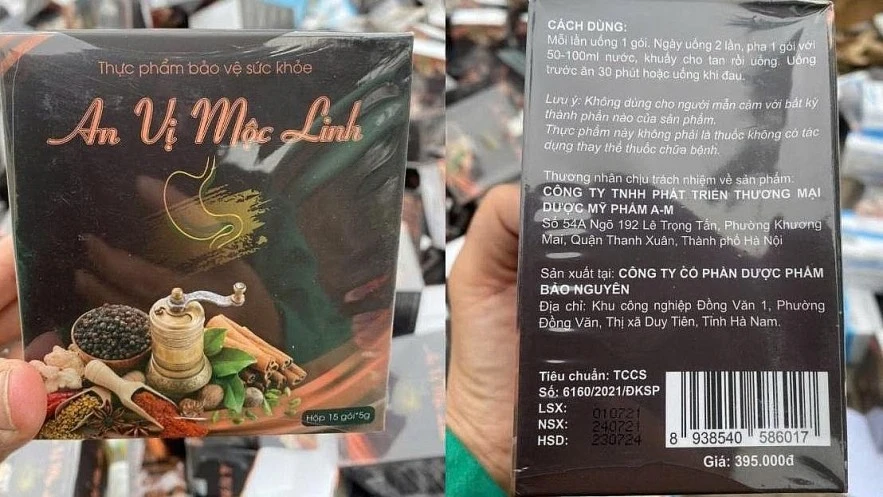 Thực phẩm bảo vệ sức khỏe
An Vị Mộc Linh
Hộp 15 gói*5g
CÁCH DÙNG:
Mỗi lần uống 1 gói. Ngày uống 2 lần, pha 1 gói với
50-100ml nước, khuấy cho tan rồi uống. Uống
trước ăn 30 phút hoặc uống khi đau.
Lưu ý: Không dùng cho người mẫn cảm với bất kỳ
thành phần nào của sản phẩm.
Thực phẩm này không phải là thuốc không có tác
dụng thay thế thuốc chữa bệnh.
Thương nhân chịu trách nhiệm về sản phẩm:
CÔNG TY TNHH PHÁT TRIỂN THƯƠNG MẠI
DƯỢC MỸ PHẨM A-M
Số 54A Ngõ 192 Lê Trọng Tấn, Phường Khương
Mai, Quận Thanh Xuân, Thành phố Hà Nội
Sản xuất tại: CÔNG TY CỔ PHẦN DƯỢC PHẨM
BẢO NGUYÊN
Địa chỉ: Khu công nghiệp Đồng Văn 1, Phường
Đồng Văn, Thị xã Duy Tiên, Tỉnh Hà Nam.
Tiêu chuẩn: TCCS
Số: 6160/2021/ĐKSP
LSX: 010721
NSX: 240721
HSD: 230724
8 938540 586017
Giá: 395.000đ